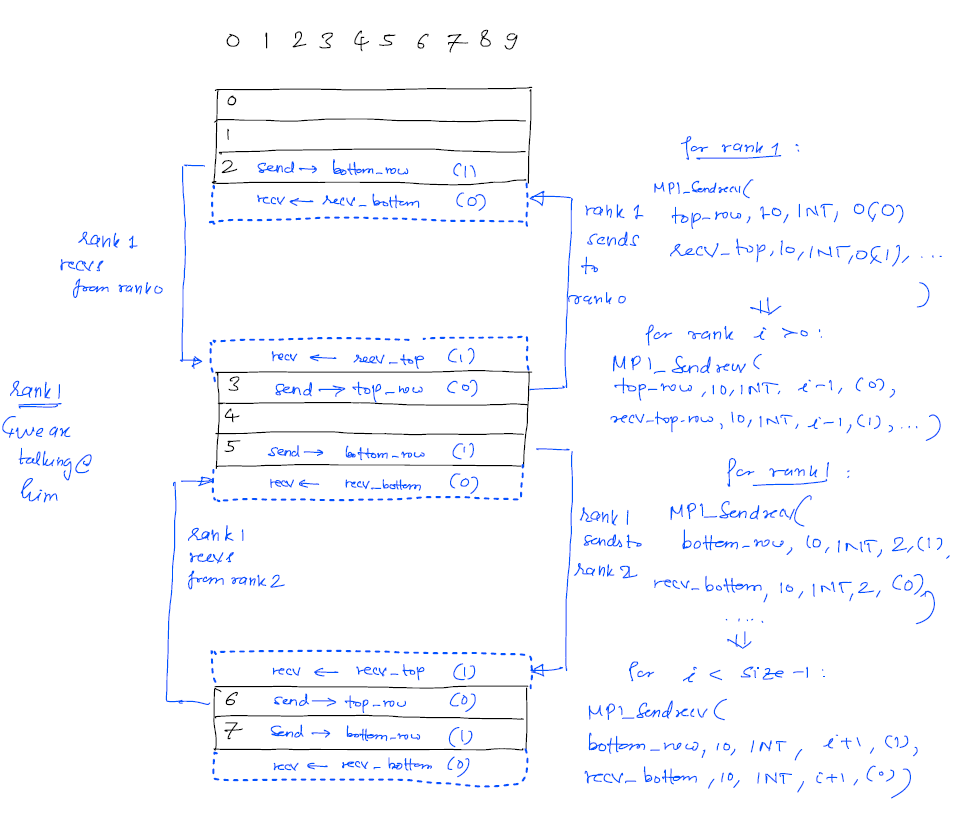 0 1 2 3 4 5 6 7 8 9
0
1
2 send → bottom_row (1)
recv ← recv_bottom (0)
rank 1
recvs
from rank 0
rank 1
sends
to
rank 0
for rank 1 :
MPI_Sendrecv(
top_row, 10, INT, 0,(0)
recv_top, 10, INT, 0,(1), ...
)
⇓
for rank i >0 :
MPI_Sendrecv(
top_row, 10, INT, i-1, (0),
recv_top_row, 10, INT, i-1, (1), ... )
recv ← recv_top (1)
3 send → top_row (0)
4
5 send → bottom_row (1)
recv ← recv_bottom (0)
rank 1
we are
talking @
him
rank 1
recvs
from rank 2
rank 1
sends to
rank 2
for rank 1 :
MPI_Sendrecv(
bottom_row, 10, INT, 2, (1),
recv_bottom, 10, INT, 2, (0),
..... )
⇓
for i < size -1 :
MPI_Sendrecv(
bottom_row, 10, INT, i+1, (1),
recv_bottom, 10, INT, i+1, (0))
recv ← recv_top (1)
6 send → top_row (0)
7 send → bottom_row (1)
recv ← recv_bottom (0)